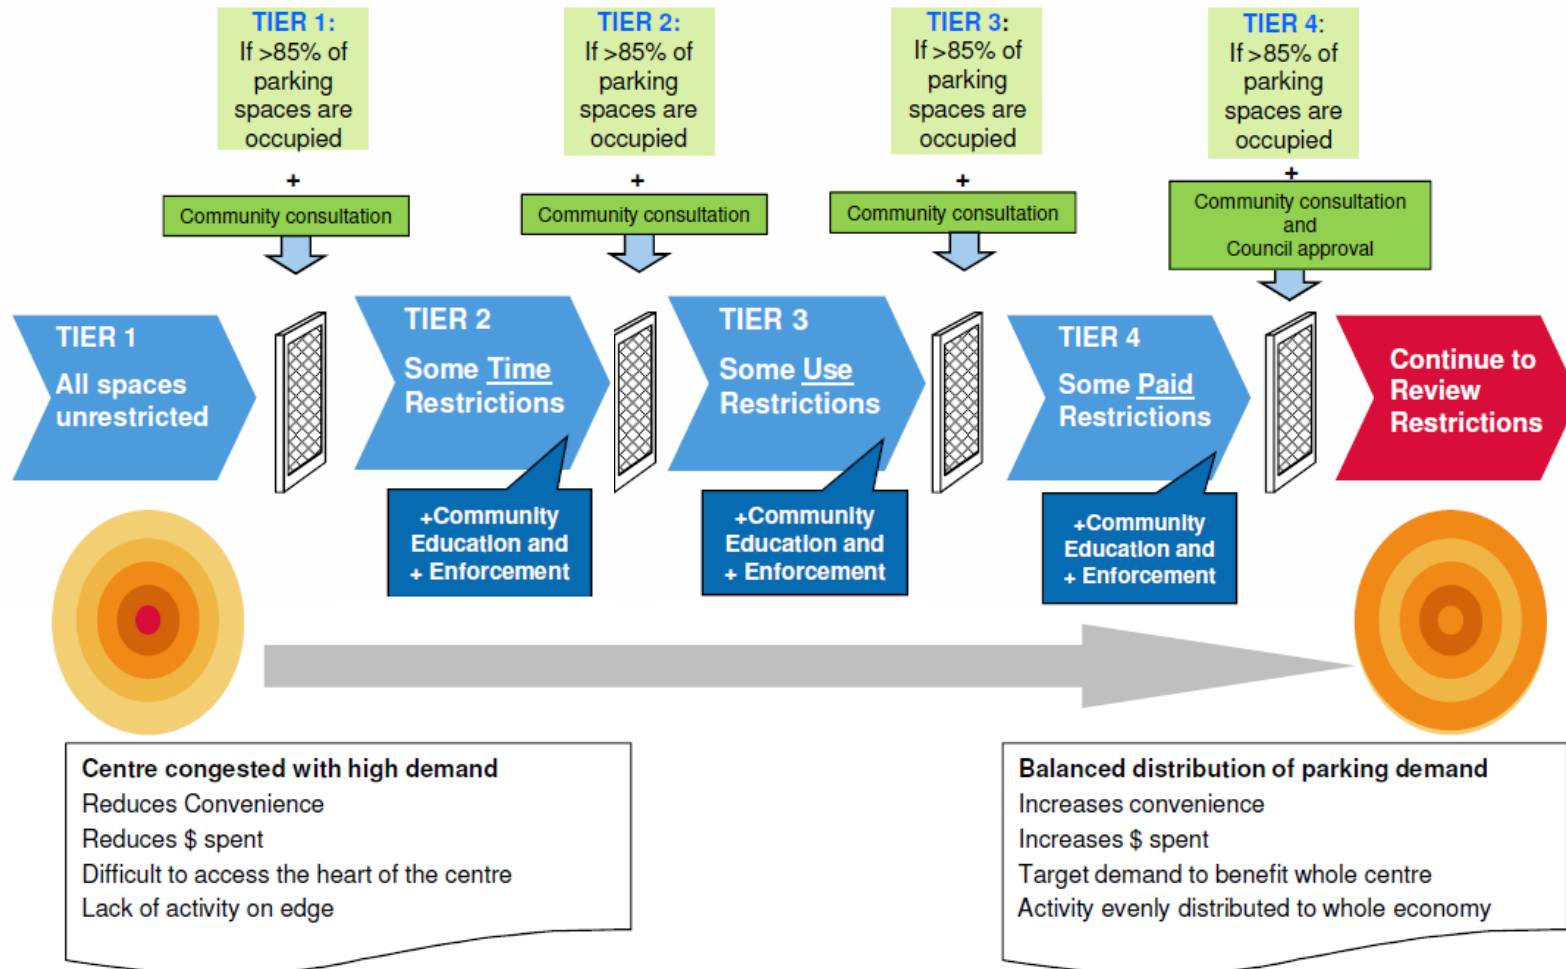 TIER 1:
If >85% of
parking
spaces are
occupied
+
Community consultation
TIER 2:
If >85% of
parking
spaces are
occupied
+
Community consultation
TIER 3:
If >85% of
parking
spaces are
occupied
+
Community consultation
TIER 4:
If >85% of
parking
spaces are
occupied
+
Community consultation
and
Council approval
TIER 1
All spaces
unrestricted
TIER 2
Some Time
Restrictions
+Community
Education and
+ Enforcement
TIER 3
Some Use
Restrictions
+Community
Education and
+ Enforcement
TIER 4
Some Paid
Restrictions
+Community
Education and
+ Enforcement
Continue to
Review
Restrictions
Centre congested with high demand
Reduces Convenience
Reduces $ spent
Difficult to access the heart of the centre
Lack of activity on edge
Balanced distribution of parking demand
Increases convenience
Increases $ spent
Target demand to benefit whole centre
Activity evenly distributed to whole economy